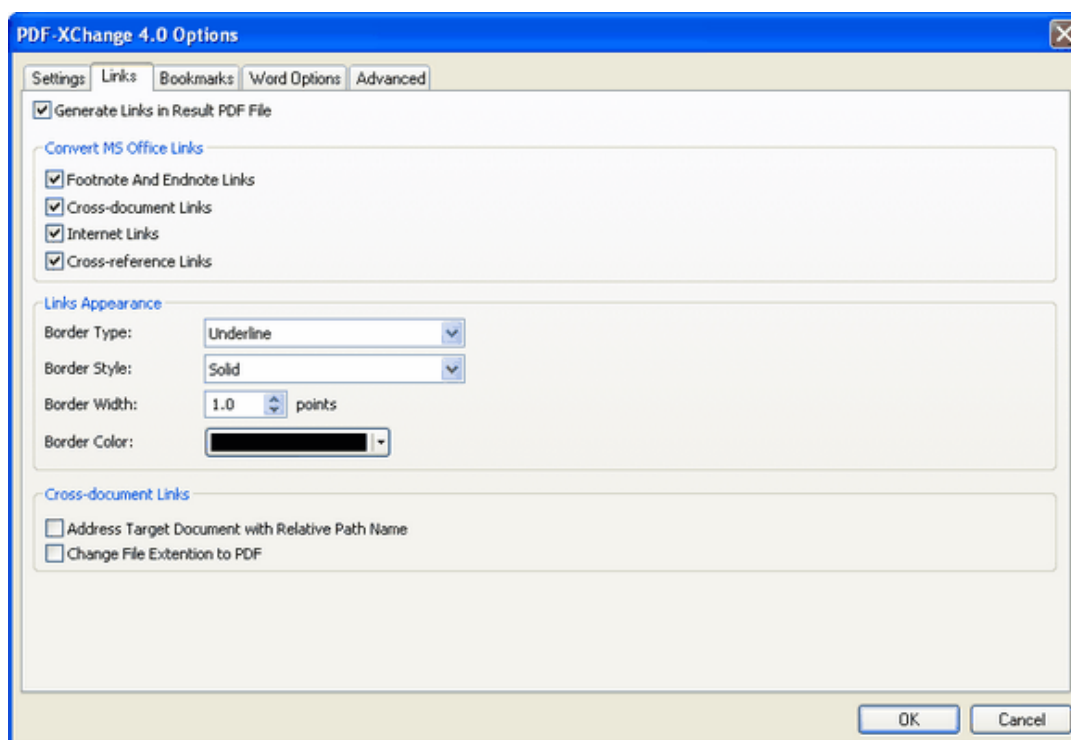 PDF-XChange 4.0 Options
Settings Links Bookmarks Word Options Advanced
Generate Links in Result PDF File
Convert MS Office Links
Footnote And Endnote Links
Cross-document Links
Internet Links
Cross-reference Links
Links Appearance
Border Type: Underline
Border Style: Solid
Border Width: 1.0 points
Border Color:
Cross-document Links
Address Target Document with Relative Path Name
Change File Extention to PDF
OK Cancel